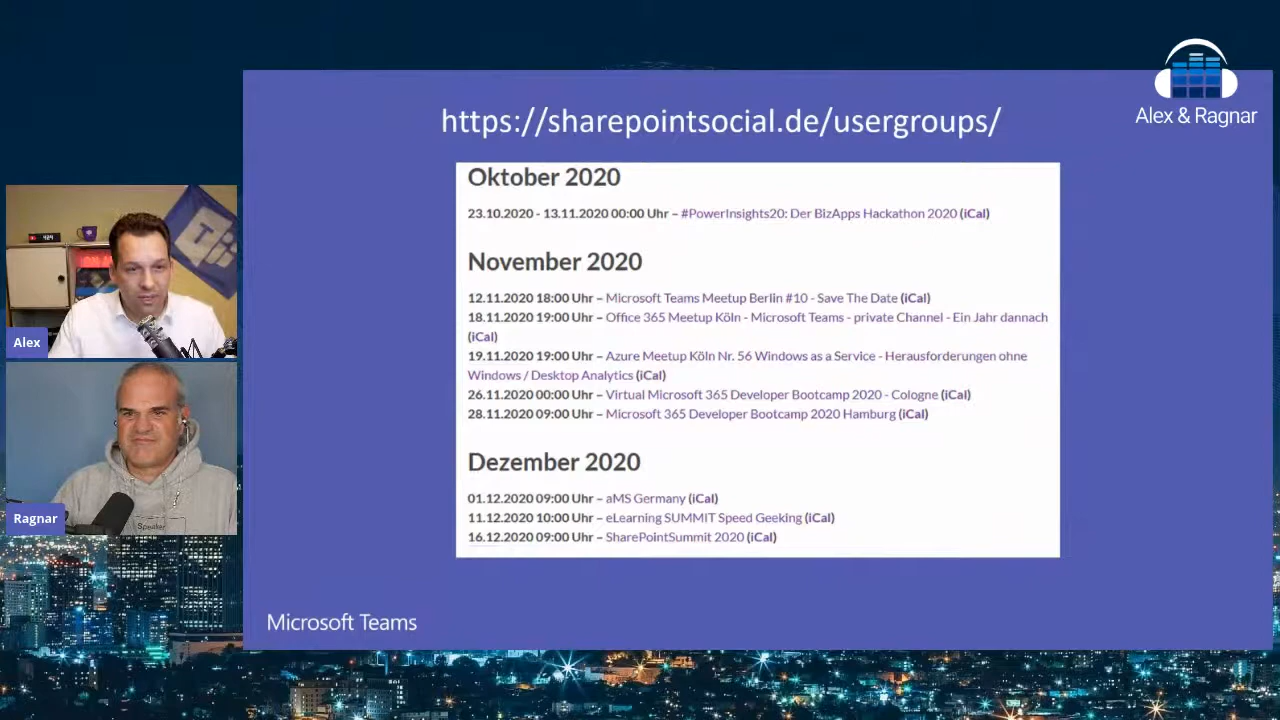 Alex & Ragnar
https://sharepointsocial.de/usergroups/
Oktober 2020
23.10.2020 - 13.11.2020 00:00 Uhr – #PowerInsights20: Der BizApps Hackathon 2020 (iCal)
November 2020
12.11.2020 18:00 Uhr – Microsoft Teams Meetup Berlin #10 - Save The Date (iCal)
18.11.2020 19:00 Uhr – Office 365 Meetup Köln - Microsoft Teams - private Channel - Ein Jahr dannach
(iCal)
19.11.2020 19:00 Uhr – Azure Meetup Köln Nr. 56 Windows as a Service - Herausforderungen ohne
Windows / Desktop Analytics (iCal)
26.11.2020 00:00 Uhr – Virtual Microsoft 365 Developer Bootcamp 2020 - Cologne (iCal)
28.11.2020 09:00 Uhr – Microsoft 365 Developer Bootcamp 2020 Hamburg (iCal)
Dezember 2020
01.12.2020 09:00 Uhr – aMS Germany (iCal)
11.12.2020 10:00 Uhr – eLearning SUMMIT Speed Geeking (iCal)
16.12.2020 09:00 Uhr – SharePointSummit 2020 (iCal)
Microsoft Teams
Alex
Ragnar
Speaker